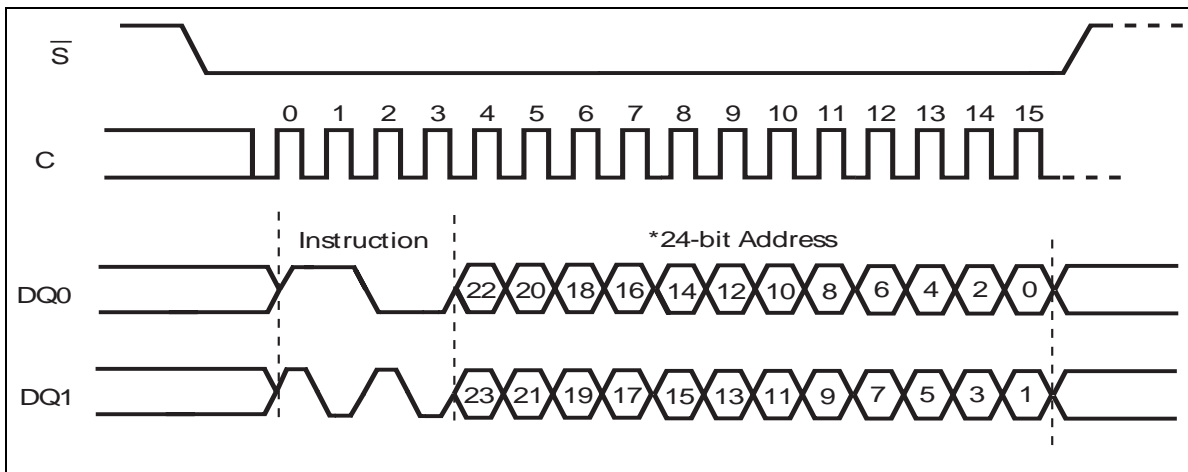 S
0 1 2 3 4 5 6 7 8 9 10 11 12 13 14 15
C
Instruction *24-bit Address
DQ0 22 20 18 16 14 12 10 8 6 4 2 0
DQ1 23 21 19 17 15 13 11 9 7 5 3 1